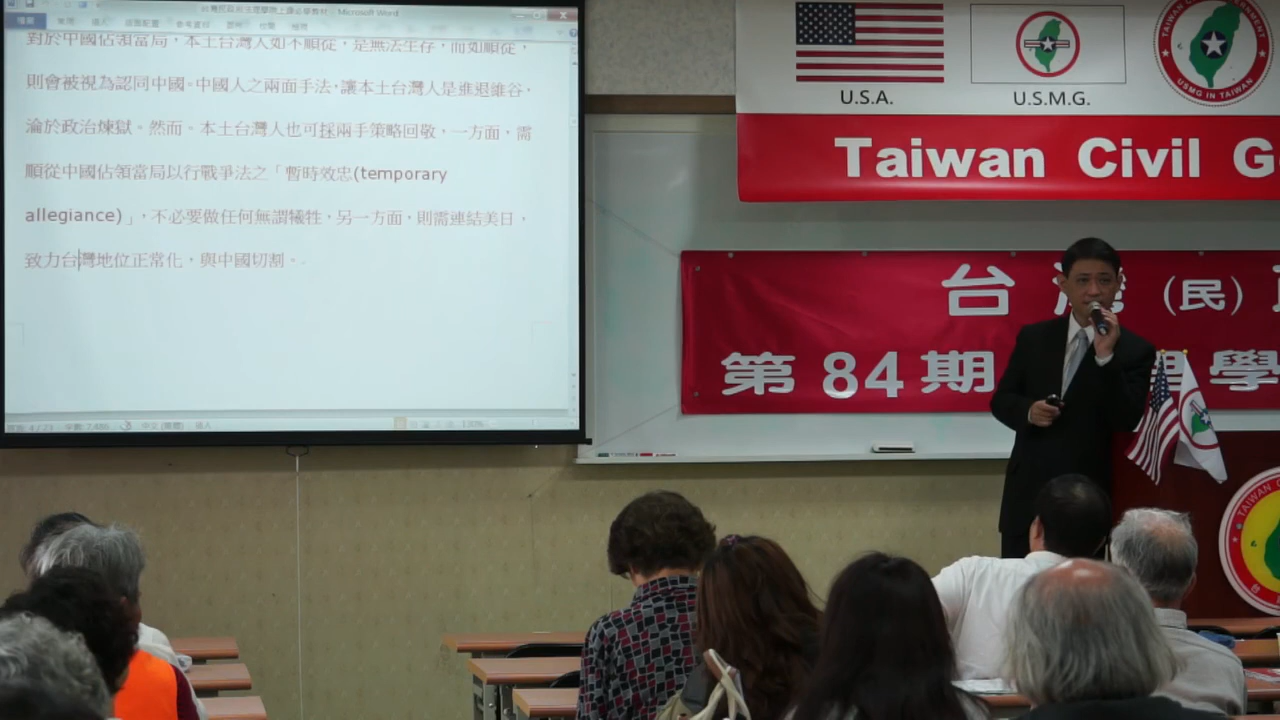 對於中國佔領當局，本土台灣人如不順從，是無法生存，而如順從，
則會被視為認同中國。中國人之兩面手法，讓本土台灣人是進退維谷，
淪於政治煉獄。然而。本土台灣人也可採兩手策略回敬，一方面，需
順從中國佔領當局以行戰爭法之「暫時效忠(temporary
allegiance)」，不必要做任何無謂犧牲，另一方面，則需連結美日，
致力台灣地位正常化，與中國切割。
U.S.A.
U.S.M.G.
USMG IN TAIWAN
Taiwan Civil G
台灣（民）
第 84 期
學